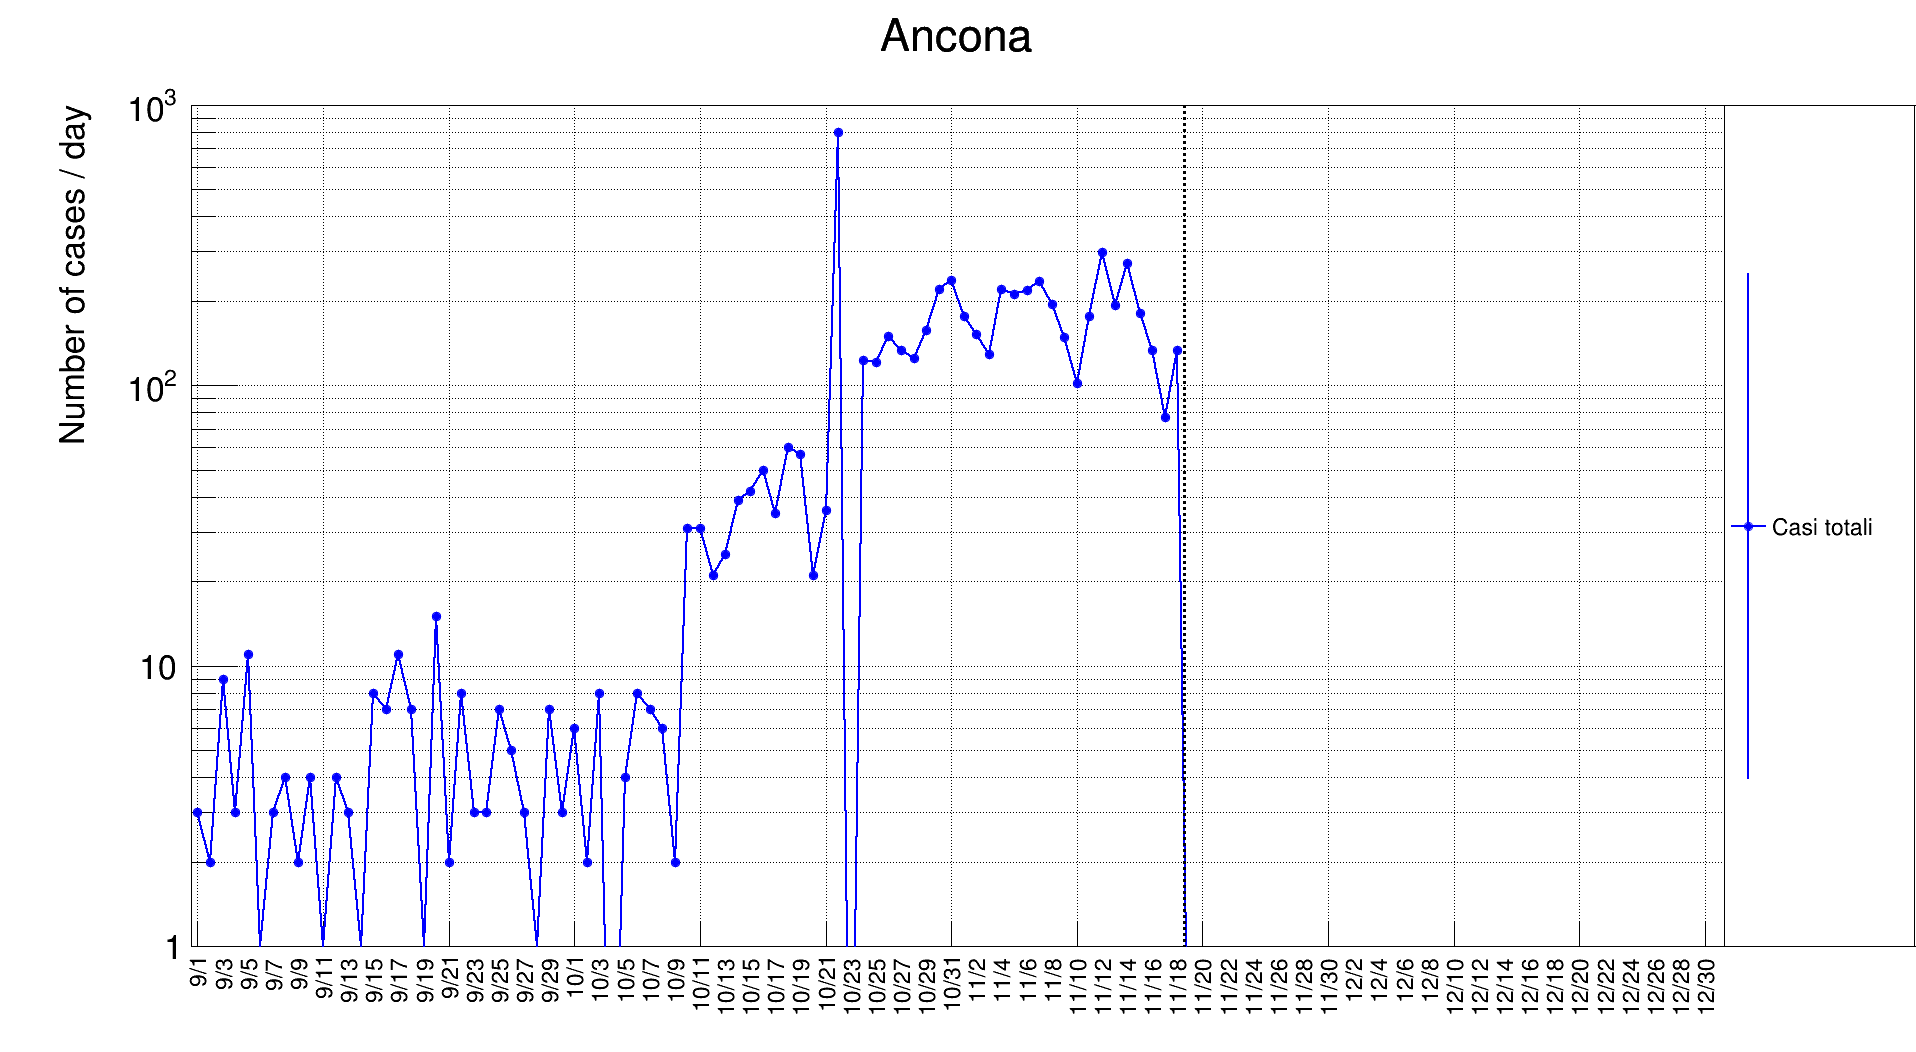 Ancona
Number of cases / day
10³
10²
10
1
9/1 9/3 9/5 9/7 9/9 9/11 9/13 9/15 9/17 9/19 9/21 9/23 9/25 9/27 9/29 10/1 10/3 10/5 10/7 10/9 10/11 10/13 10/15 10/17 10/19 10/21 10/23 10/25 10/27 10/29 10/31 11/2 11/4 11/6 11/8 11/10 11/12 11/14 11/16 11/18 11/20 11/22 11/24 11/26 11/28 11/30 12/2 12/4 12/6 12/8 12/10 12/12 12/14 12/16 12/18 12/20 12/22 12/24 12/26 12/28 12/30
Casi totali